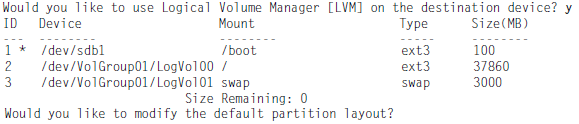 Would you like to use Logical Volume Manager [LVM] on the destination device? y
ID Device Mount Type Size(MB)
--- -------- -------- ----- --------
1 * /dev/sdb1 /boot ext3 100
2 /dev/VolGroup01/LogVol00 / ext3 37860
3 /dev/VolGroup01/LogVol01 swap swap 3000
Size Remaining: 0
Would you like to modify the default partition layout?